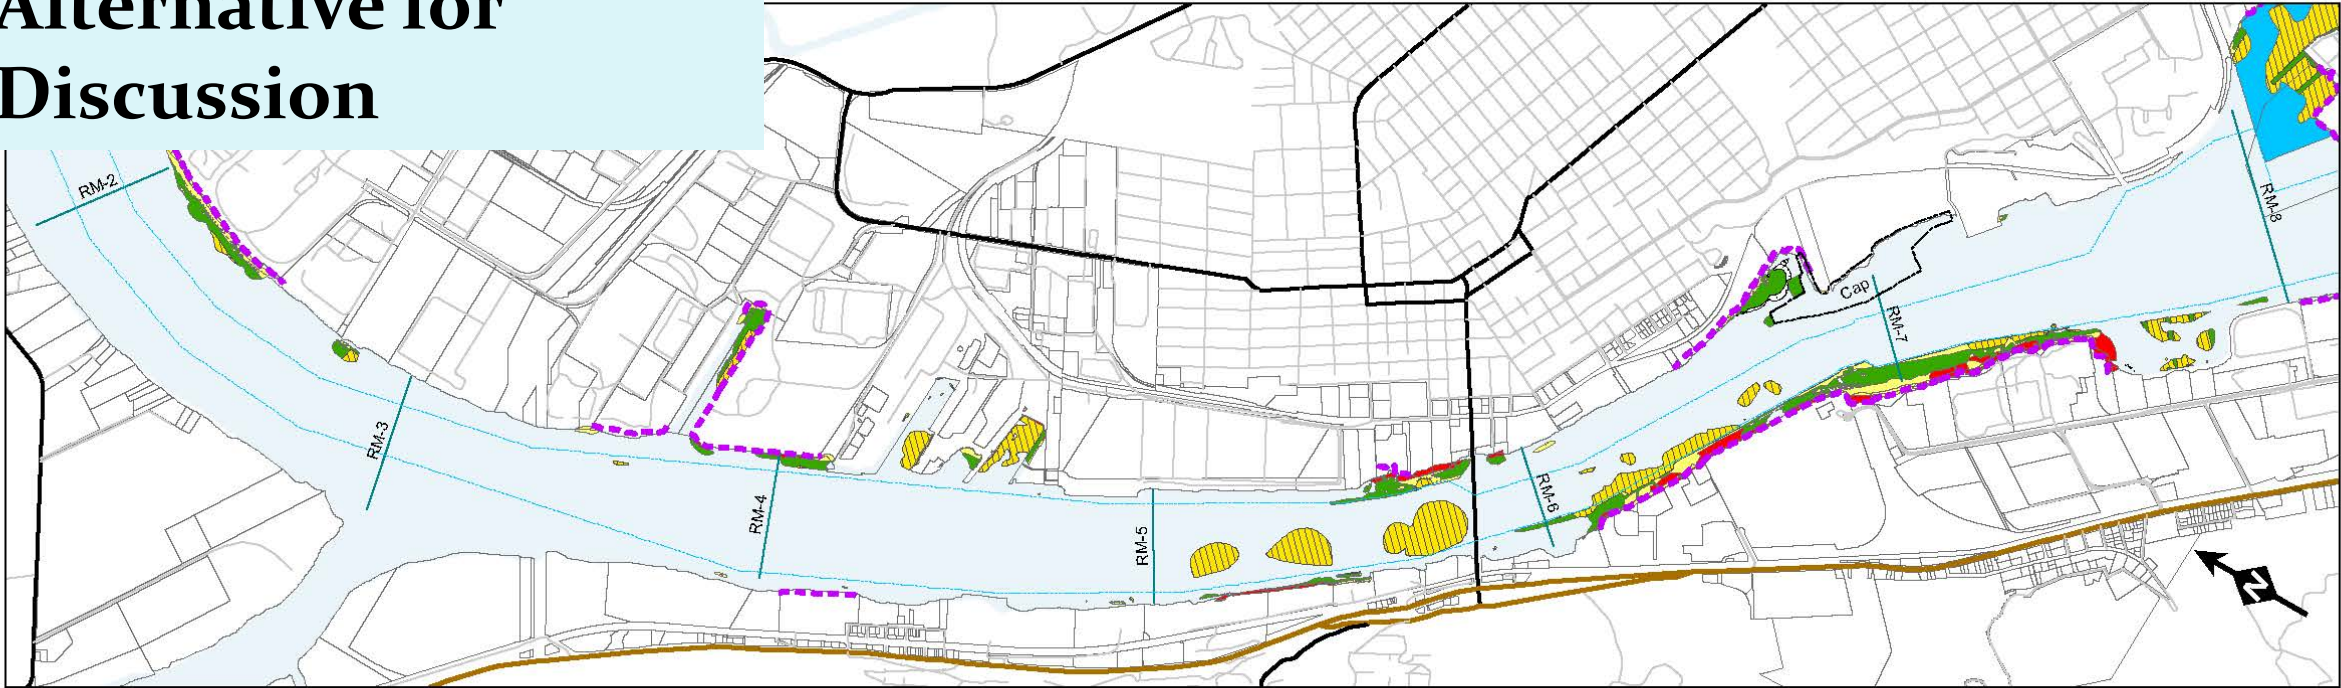 Alternative for
Discussion
RM-2
RM-3
RM-4
RM-5
RM-6
Cap
RM-7
RM-8
N